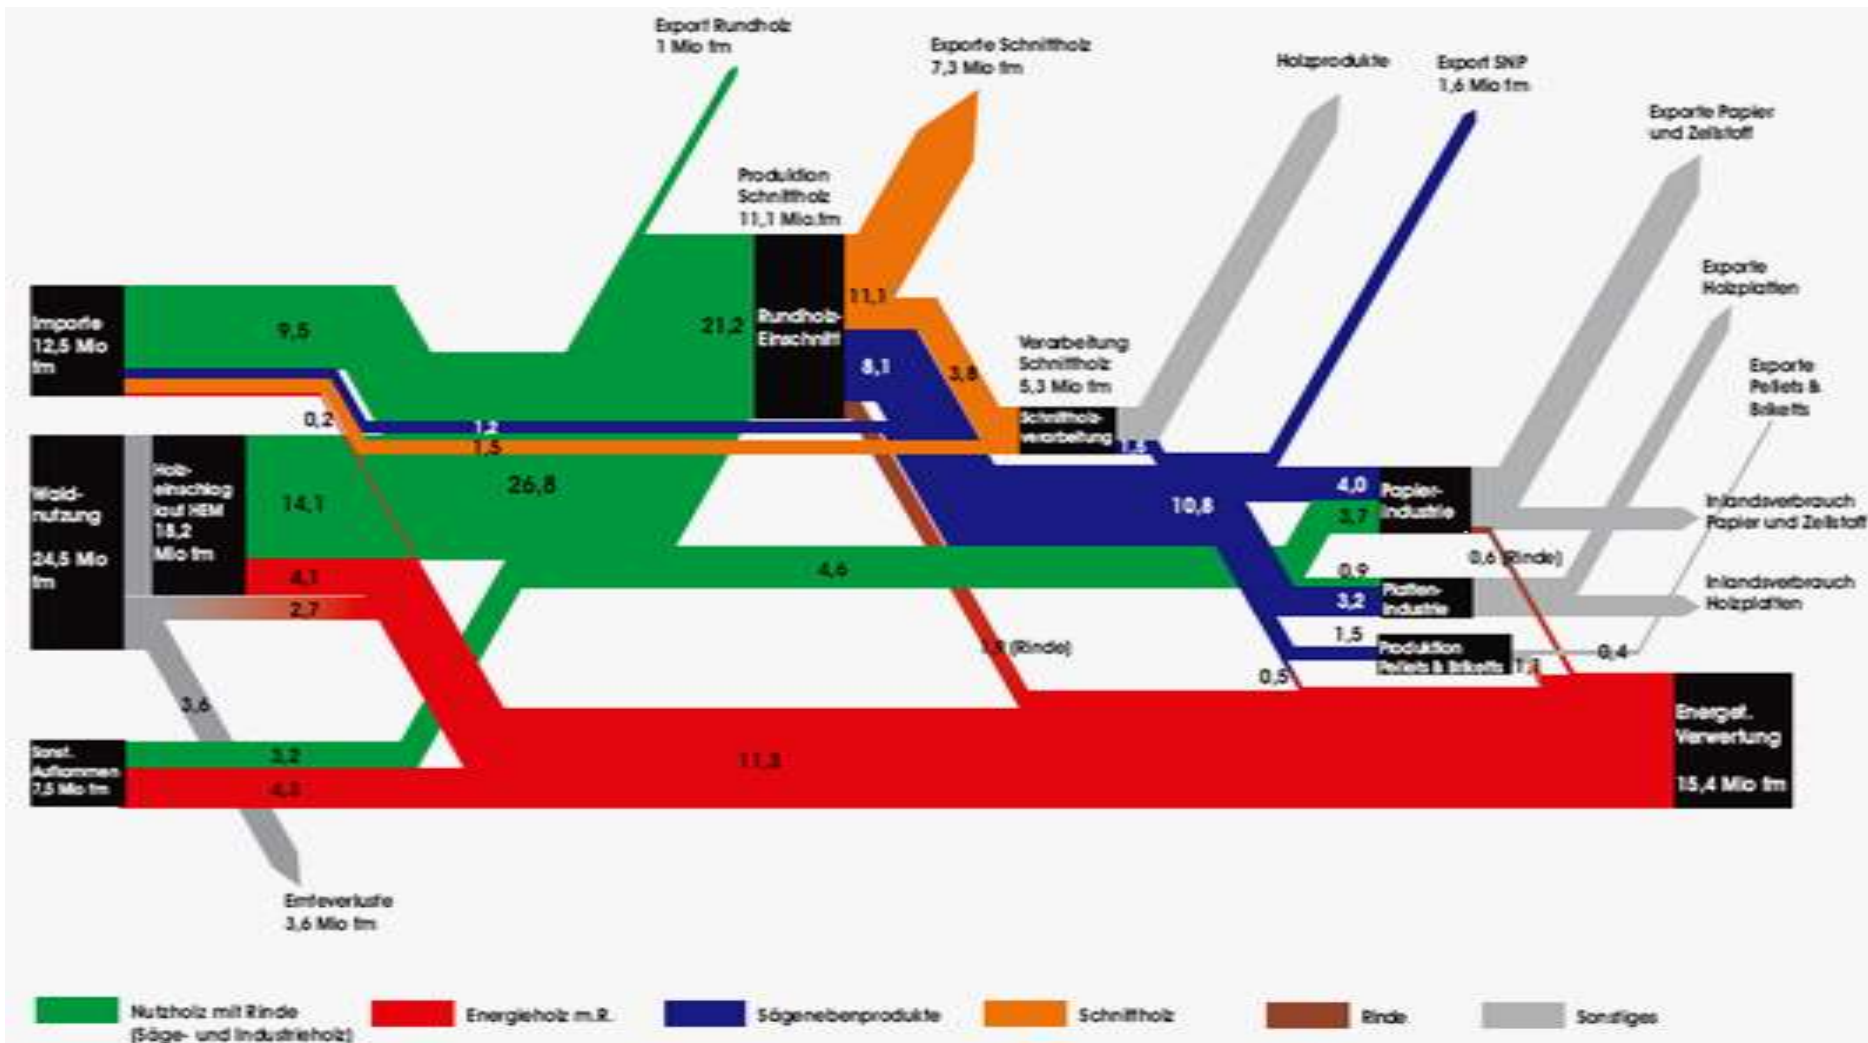 Export Rundholz
1 Mio fm
Exporte Schnittholz
7,3 Mio fm
Holzprodukte
Export SNP
1,6 Mio fm
Exporte Papier
und Zellstoff
Produktion
Schnittholz
11,1 Mio.fm
Exporte
Holzplatten
Importe
12,5 Mio
fm
9,5
21,2
Rundholz-
Einschnitt
11,1
8,1
3,8
Verarbeitung
Schnittholz
5,3 Mio fm
Exporte
Pellets &
Briketts
0,2
1,2
1,5
Schnittholz-
verarbeitung
1,6
Wald-
nutzung
24,5 Mio
fm
Holz-
einschlag
laut HEM
18,2
Mio fm
14,1
26,8
10,8
4,0
3,7
Papier-
industrie
Inlandsverbrauch
Papier und Zellstoff
4,1
2,7
4,6
0,6 (Rinde)
0,9
3,2
Platten-
industrie
Inlandsverbrauch
Holzplatten
(Rinde)
1,5
Produktion
Pellets & Briketts
0,4
0,5
3,6
Energet.
Verwertung
15,4 Mio fm
Sonst.
Aufkommen
7,5 Mio fm
3,2
Ernteverluste
3,6 Mio fm
Nutzholz mit Rinde
(Säge- und Industrieholz)
Energieholz m.R.
Sägenebenprodukte
Schnittholz
Rinde
Sonstiges